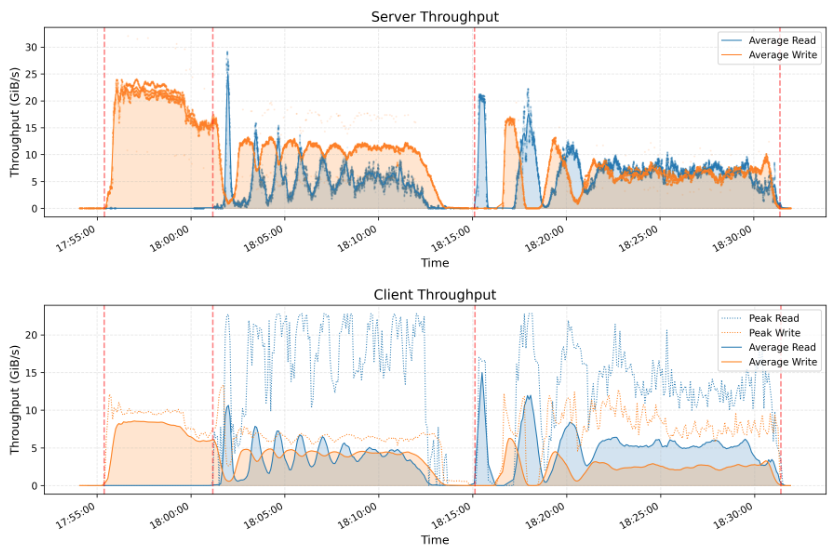 Server Throughput
Throughput (GiB/s)
30
25
20
15
10
5
0
Average Read
Average Write
17:55:00
18:00:00
18:05:00
18:10:00
18:15:00
18:20:00
18:25:00
18:30:00
Time
Client Throughput
Throughput (GiB/s)
20
15
10
5
0
Peak Read
Peak Write
Average Read
Average Write
17:55:00
18:00:00
18:05:00
18:10:00
18:15:00
18:20:00
18:25:00
18:30:00
Time